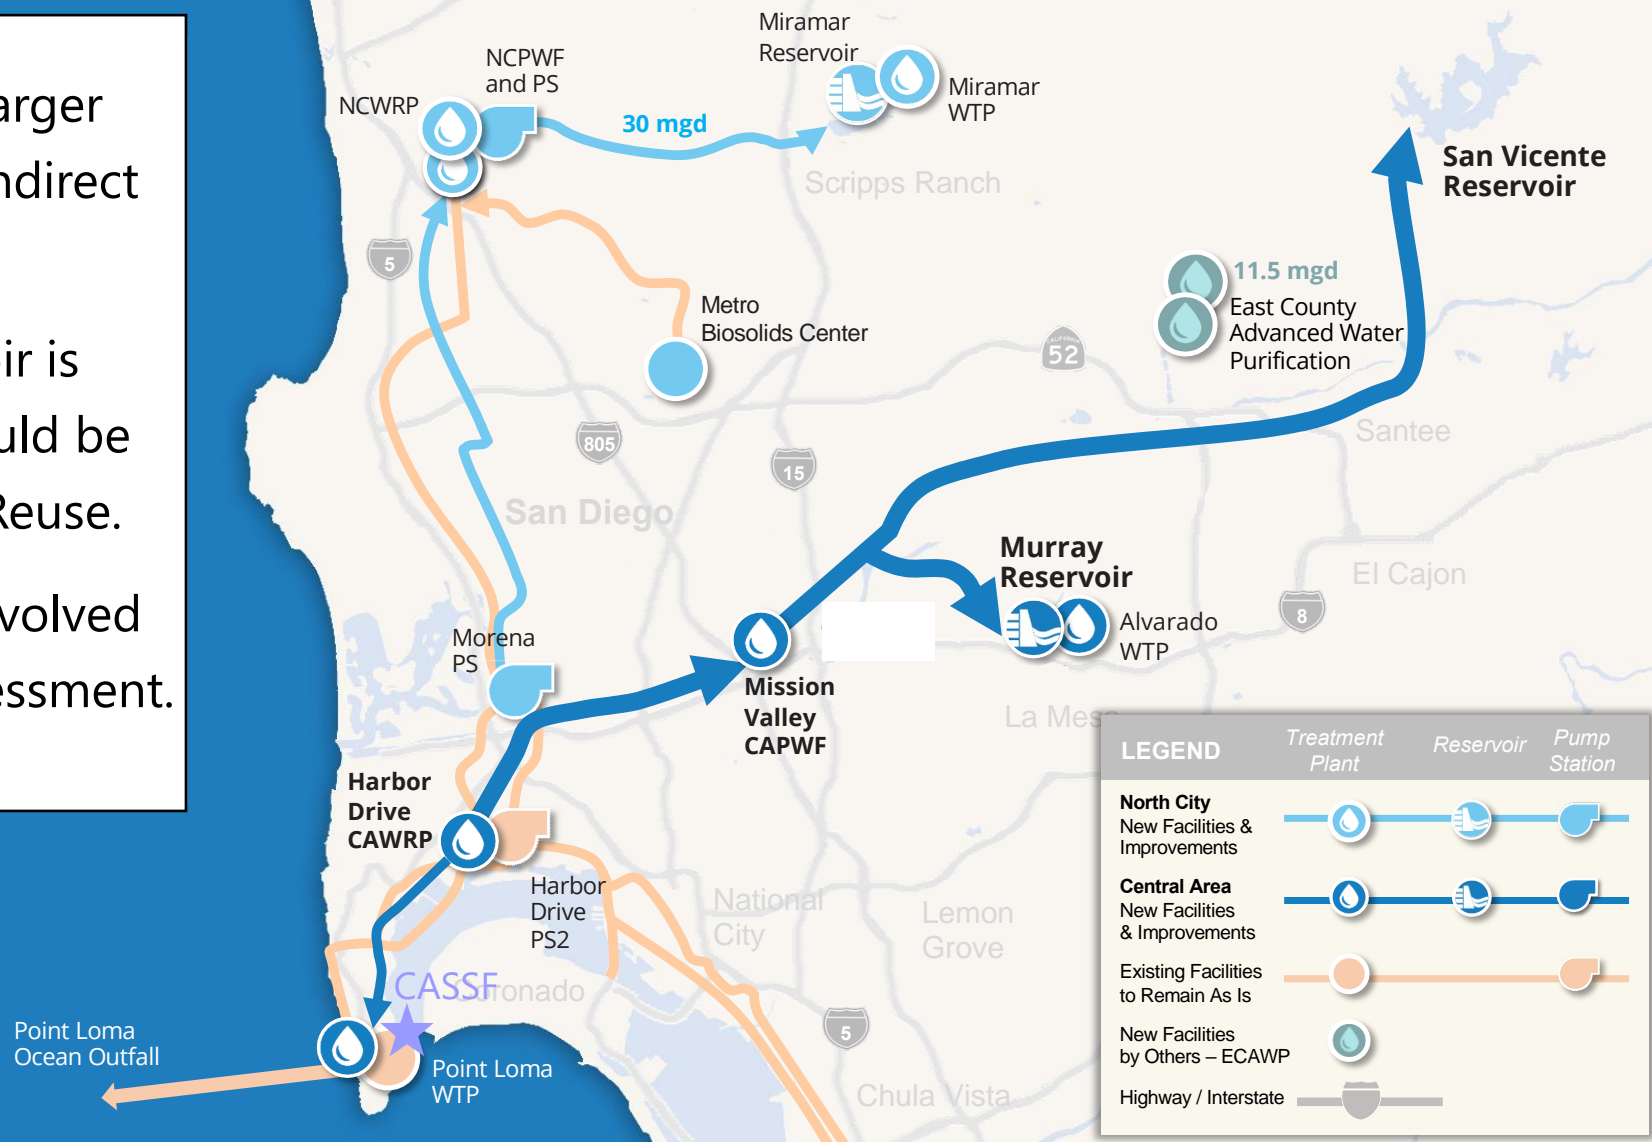 arger
ndirect
ir is
uld be
Reuse.
volved
essment.
Miramar
Reservoir
Miramar
WTP
NCPWF
and PS
NCWRP
30 mgd
Scripps Ranch
San Vicente
Reservoir
5
11.5 mgd
East County
Advanced Water
Purification
Metro
Biosolids Center
CALIFORNIA
52
805
15
Santee
San Diego
Murray
Reservoir
El Cajon
8
Alvarado
WTP
Morena
PS
Mission
Valley
CAPWF
La Mesa
Harbor
Drive
CAWRP
Harbor
Drive
PS2
National
City
Lemon
Grove
CASSF
Coronado
Point Loma
Ocean Outfall
Point Loma
WTP
5
Chula Vista
LEGEND
Treatment
Plant
Reservoir
Pump
Station
North City
New Facilities &
Improvements
Central Area
New Facilities
& Improvements
Existing Facilities
to Remain As Is
New Facilities
by Others – ECAWP
Highway / Interstate